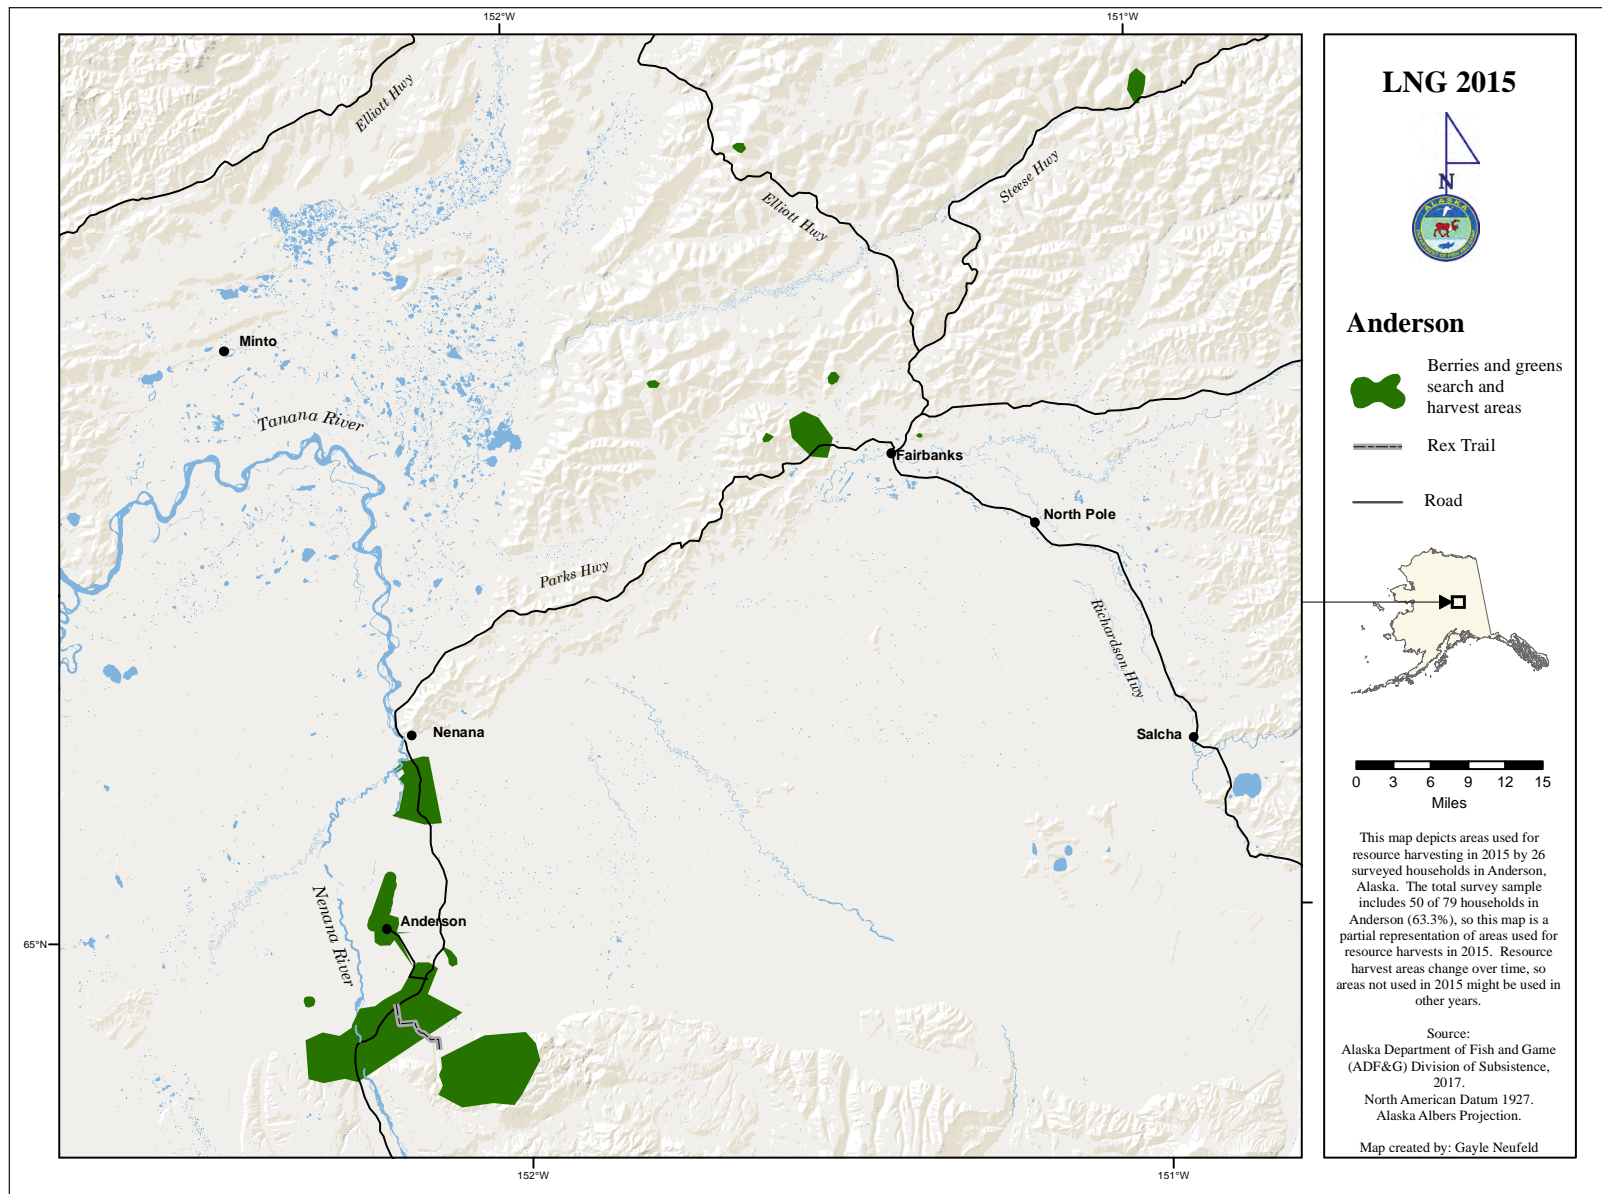 152°W
151°W
Elliott Hwy
Elliott Hwy
Steese Hwy
Minto
Tanana River
Fairbanks
North Pole
Parks Hwy
Richardson Hwy
Nenana
Salcha
Anderson
Nenana River
65°N
152°W
151°W
LNG 2015
N
ALASKA
Anderson
Berries and greens
search and
harvest areas
Rex Trail
Road
0 3 6 9 12 15
Miles
This map depicts areas used for
resource harvesting in 2015 by 26
surveyed households in Anderson,
Alaska. The total survey sample
includes 50 of 79 households in
Anderson (63.3%), so this map is a
partial representation of areas used for
resource harvests in 2015. Resource
harvest areas change over time, so
areas not used in 2015 might be used in
other years.
Source:
Alaska Department of Fish and Game
(ADF&G) Division of Subsistence,
2017.
North American Datum 1927.
Alaska Albers Projection.
Map created by: Gayle Neufeld